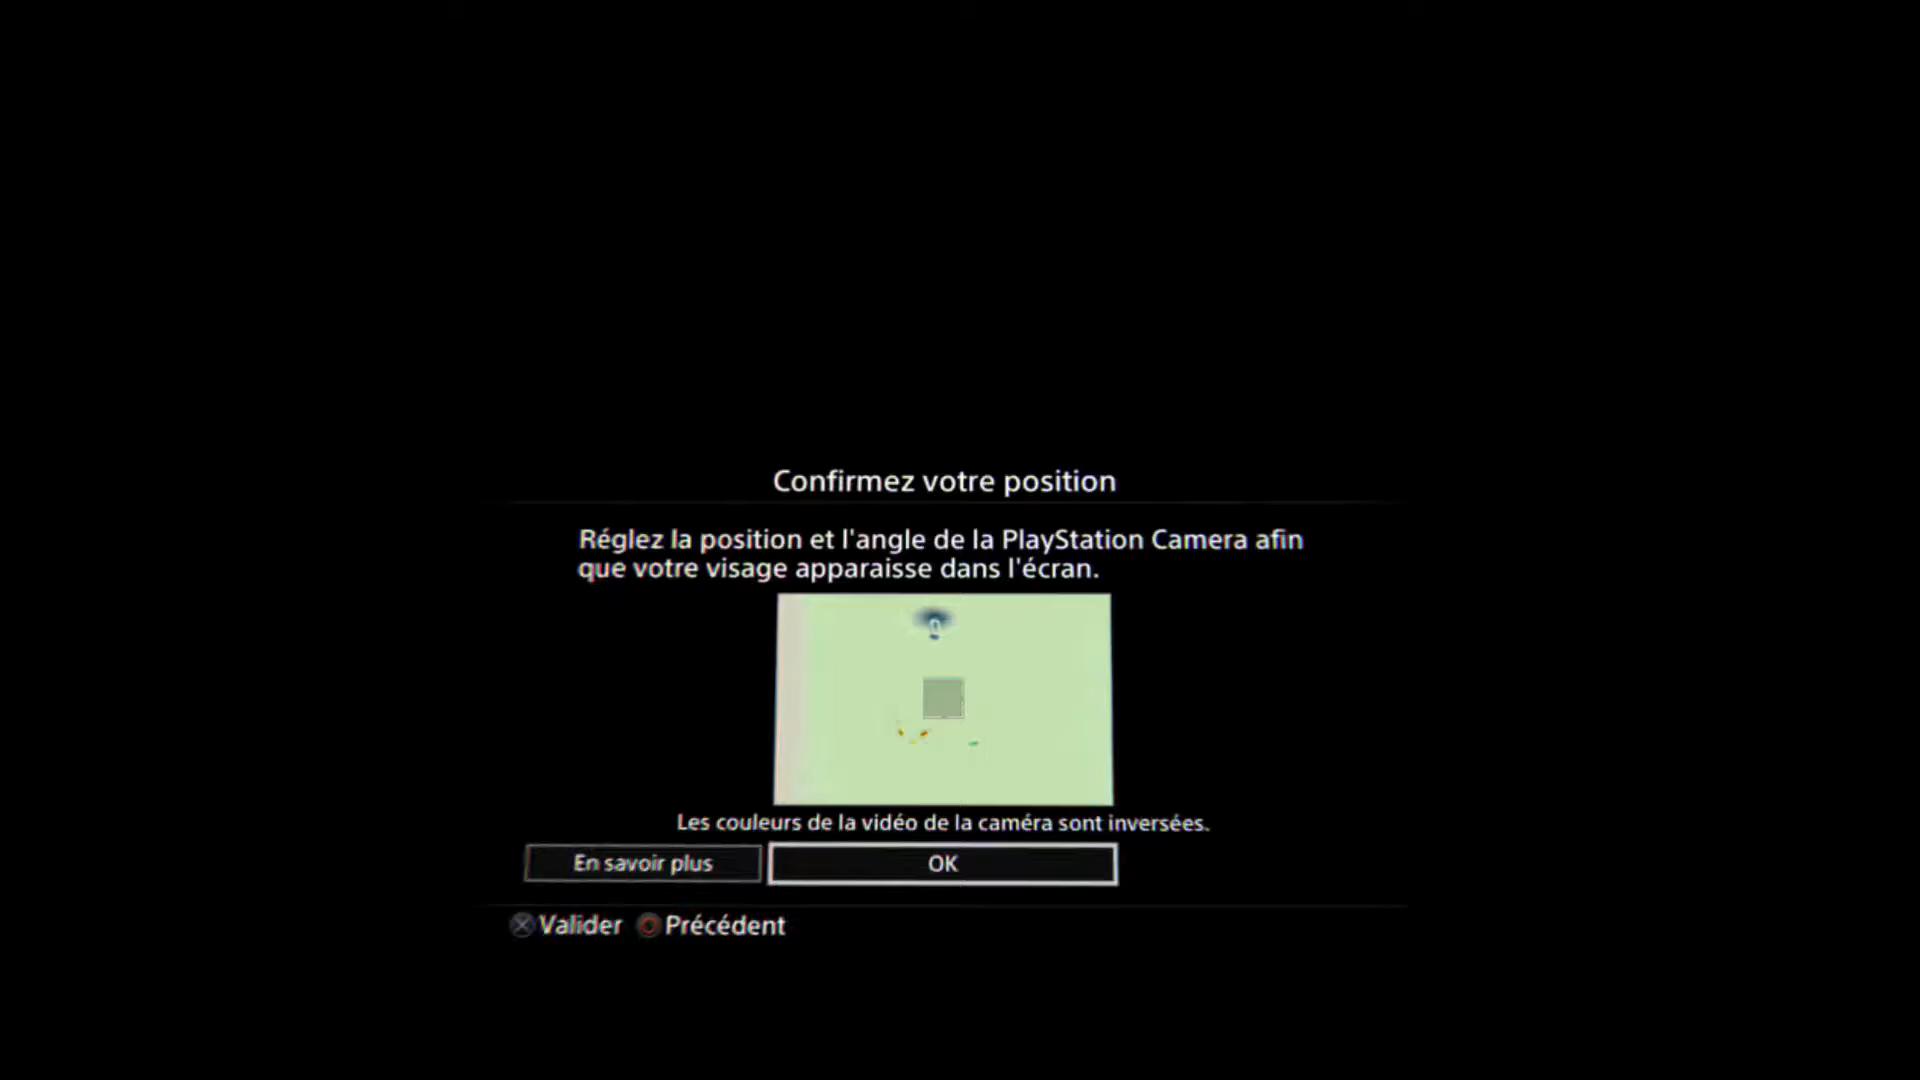 Confirmez votre position
Réglez la position et l'angle de la PlayStation Camera afin
que votre visage apparaisse dans l'écran.
Les couleurs de la vidéo de la caméra sont inversées.
En savoir plus
OK
Valider Précédent